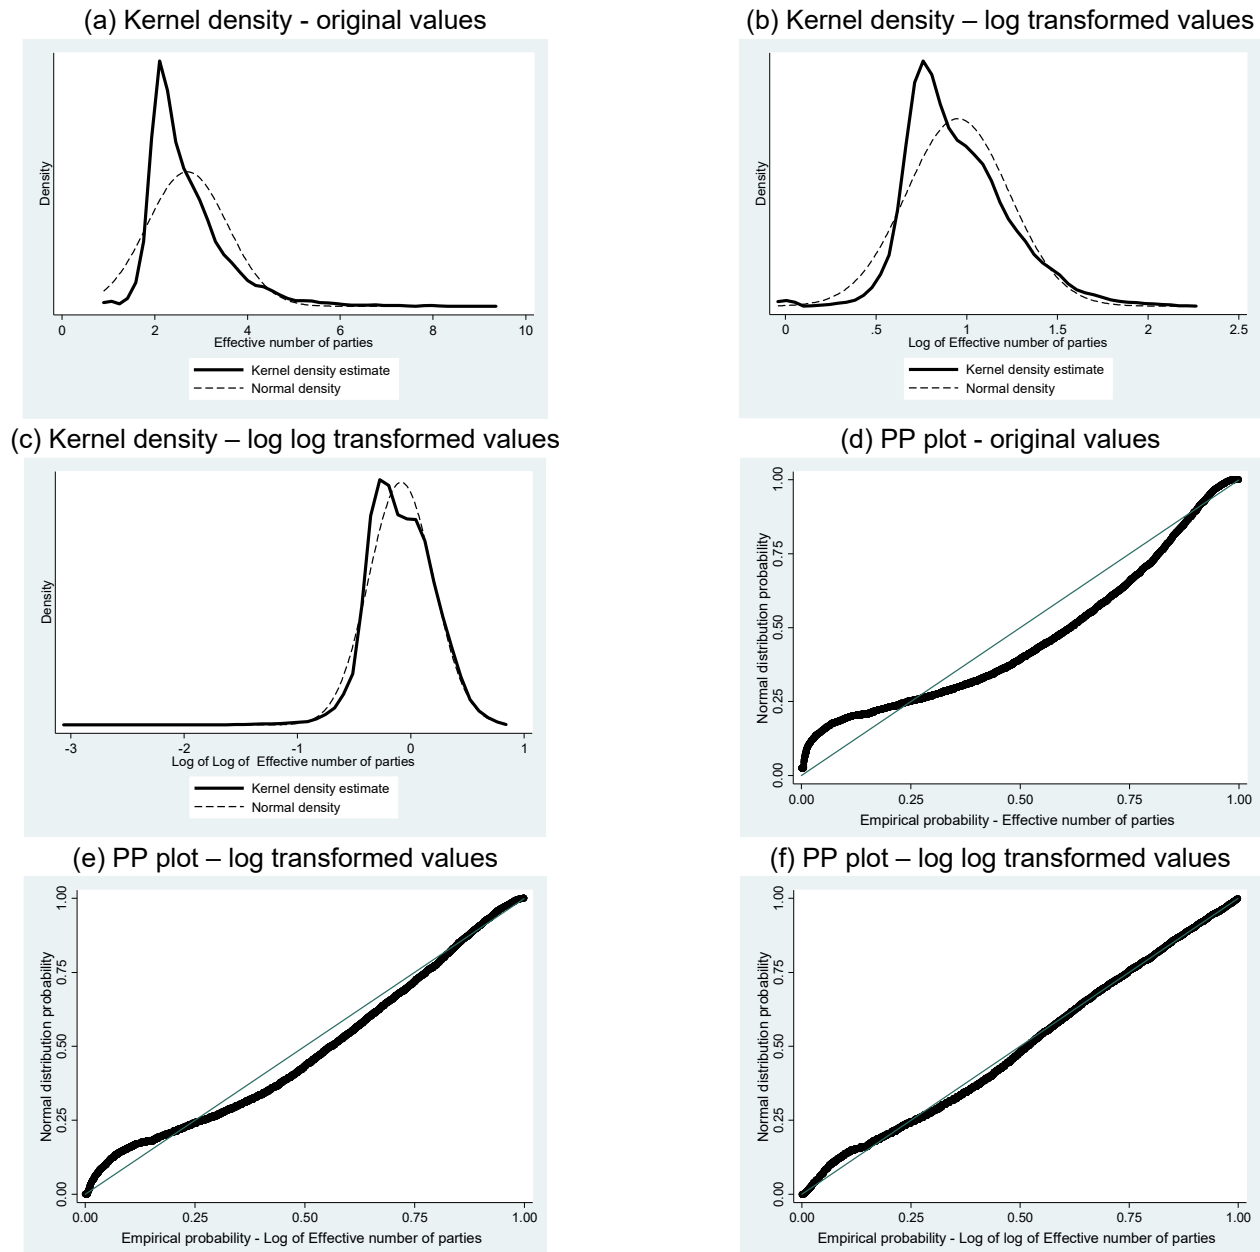 (a) Kernel density - original values
Density
0 2 4 6 8 10
Effective number of parties
Kernel density estimate
Normal density
(b) Kernel density – log transformed values
Density
0 .5 1 1.5 2 2.5
Log of Effective number of parties
Kernel density estimate
Normal density
(c) Kernel density – log log transformed values
Density
-3 -2 -1 0 1
Log of Log of Effective number of parties
Kernel density estimate
Normal density
(d) PP plot - original values
Normal distribution probability
0.00 0.25 0.50 0.75 1.00
0.00 0.25 0.50 0.75 1.00
Empirical probability - Effective number of parties
(e) PP plot – log transformed values
Normal distribution probability
0.00 0.25 0.50 0.75 1.00
0.00 0.25 0.50 0.75 1.00
Empirical probability - Log of Effective number of parties
(f) PP plot – log log transformed values
Normal distribution probability
0.00 0.25 0.50 0.75 1.00
0.00 0.25 0.50 0.75 1.00
Empirical probability - Log of log of Effective number of parties